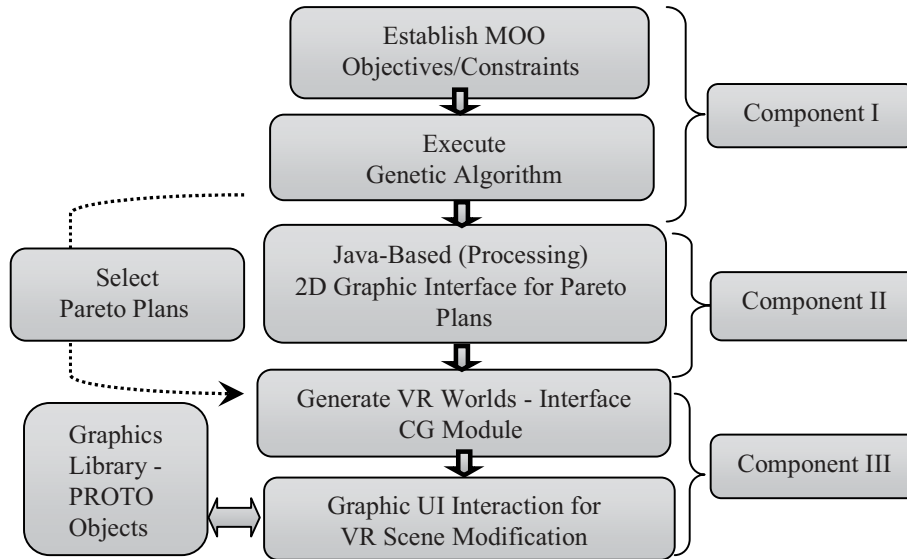 Establish MOO
Objectives/Constraints
Component I
Execute
Genetic Algorithm
Java-Based (Processing)
2D Graphic Interface for Pareto
Plans
Select
Pareto Plans
Component II
Generate VR Worlds - Interface
CG Module
Graphics
Library -
PROTO
Objects
Component III
Graphic UI Interaction for
VR Scene Modification